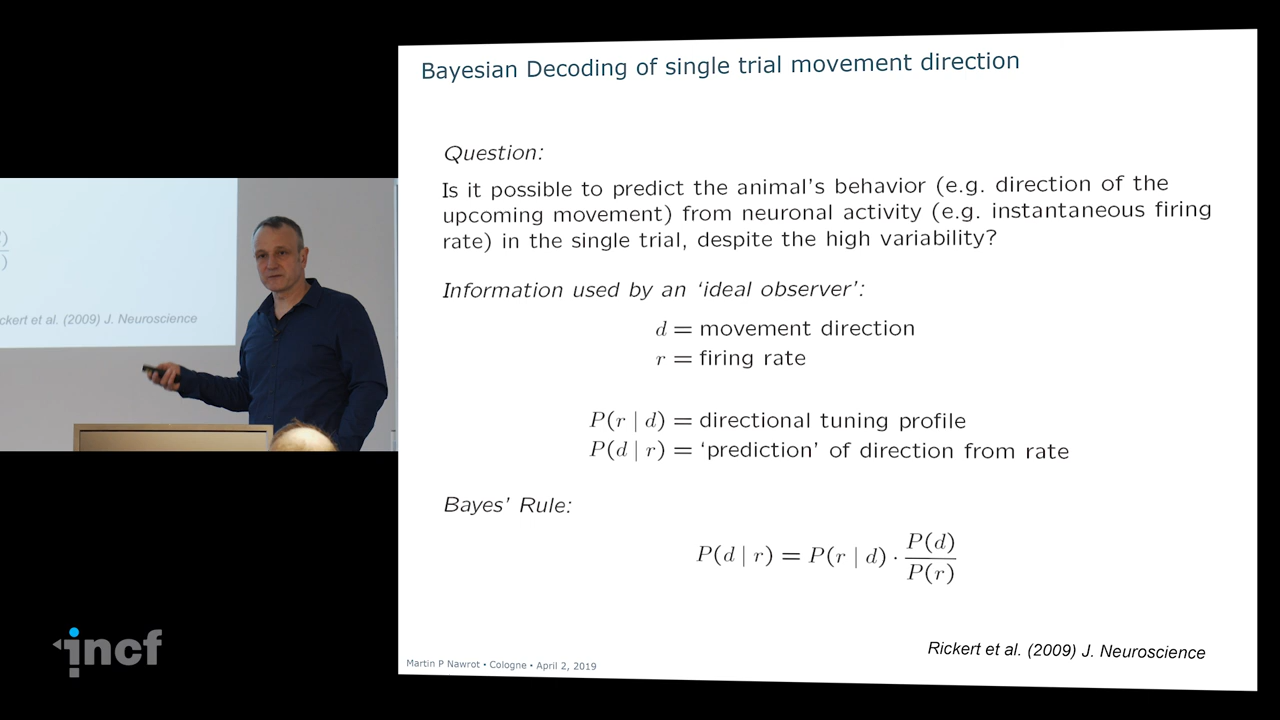 Bayesian Decoding of single trial movement direction
Question:
Is it possible to predict the animal's behavior (e.g. direction of the
upcoming movement) from neuronal activity (e.g. instantaneous firing
rate) in the single trial, despite the high variability?
Information used by an ‘ideal observer’:
d = movement direction
r = firing rate
P(r | d) = directional tuning profile
P(d | r) = ‘prediction’ of direction from rate
Bayes' Rule:
P(d | r) = P(r | d) · P(d) / P(r)
Rickert et al. (2009) J. Neuroscience
Martin P Nawrot • Cologne • April 2, 2019
ckert et al. (2009) J. Neuroscience
incf